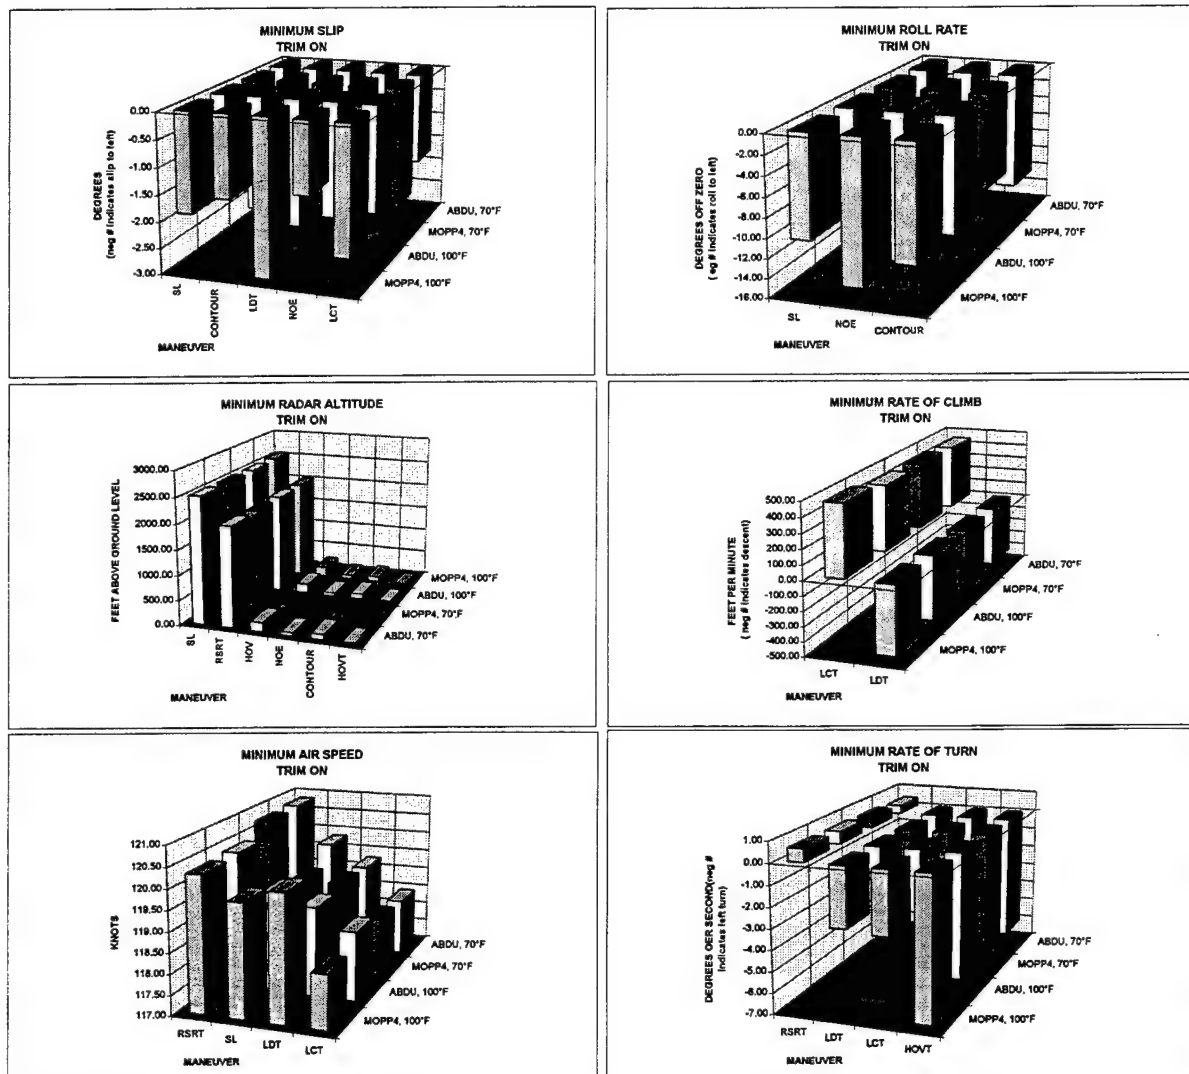 MINIMUM SLIP
TRIM ON
DEGREES
(neg # indicates slip to left)
0.00
-0.50
-1.00
-1.50
-2.00
-2.50
-3.00
SL
CONTOUR
LDT
NOE
LCT
MANEUVER
ABDU, 70°F
MOPP4, 70°F
ABDU, 100°F
MOPP4, 100°F
MINIMUM ROLL RATE
TRIM ON
DEGREES OFF ZERO
( eg # indicates roll to left)
0.00
-2.00
-4.00
-6.00
-8.00
-10.00
-12.00
-14.00
-16.00
SL
NOE
CONTOUR
MANEUVER
ABDU, 70°F
MOPP4, 70°F
ABDU, 100°F
MOPP4, 100°F
MINIMUM RADAR ALTITUDE
TRIM ON
FEET ABOVE GROUND LEVEL
3000.00
2500.00
2000.00
1500.00
1000.00
500.00
0.00
SL
RSRT
HOV
NOE
CONTOUR
HOVT
MANEUVER
MOPP4, 100°F
ABDU, 100°F
MOPP4, 70°F
ABDU, 70°F
MINIMUM RATE OF CLIMB
TRIM ON
FEET PER MINUTE
( neg # indicates descent)
500.00
400.00
300.00
200.00
100.00
0.00
-100.00
-200.00
-300.00
-400.00
-500.00
LCT
LDT
MANEUVER
ABDU, 70°F
MOPP4, 70°F
ABDU, 100°F
MOPP4, 100°F
MINIMUM AIR SPEED
TRIM ON
KNOTS
121.00
120.50
120.00
119.50
119.00
118.50
118.00
117.50
117.00
RSRT
SL
LDT
LCT
MANEUVER
ABDU, 70°F
MOPP4, 70°F
ABDU, 100°F
MOPP4, 100°F
MINIMUM RATE OF TURN
TRIM ON
DEGREES OER SECOND(neg #
indicates left turn)
1.00
0.00
-1.00
-2.00
-3.00
-4.00
-5.00
-6.00
-7.00
RSRT
LDT
LCT
HOVT
MANEUVER
ABDU, 70°F
MOPP4, 70°F
ABDU, 100°F
MOPP4, 100°F